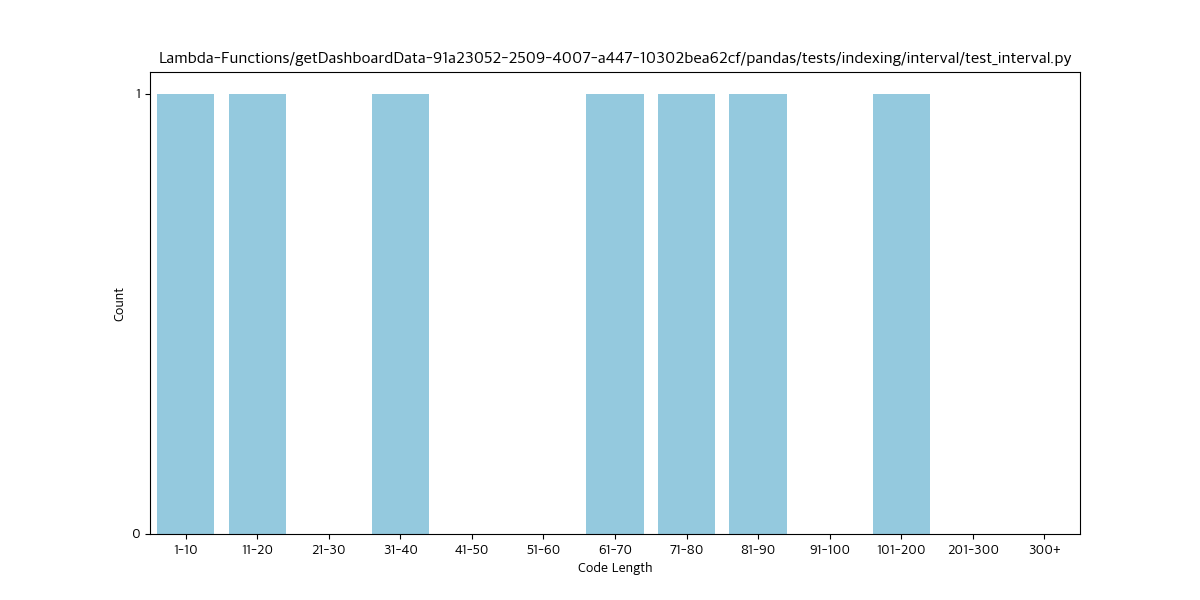 Lambda-Functions/getDashboardData-91a23052-2509-4007-a447-10302bea62cf/pandas/tests/indexing/interval/test_interval.py
1
Count
0
1-10 11-20 21-30 31-40 41-50 51-60 61-70 71-80 81-90 91-100 101-200 201-300 300+
Code Length